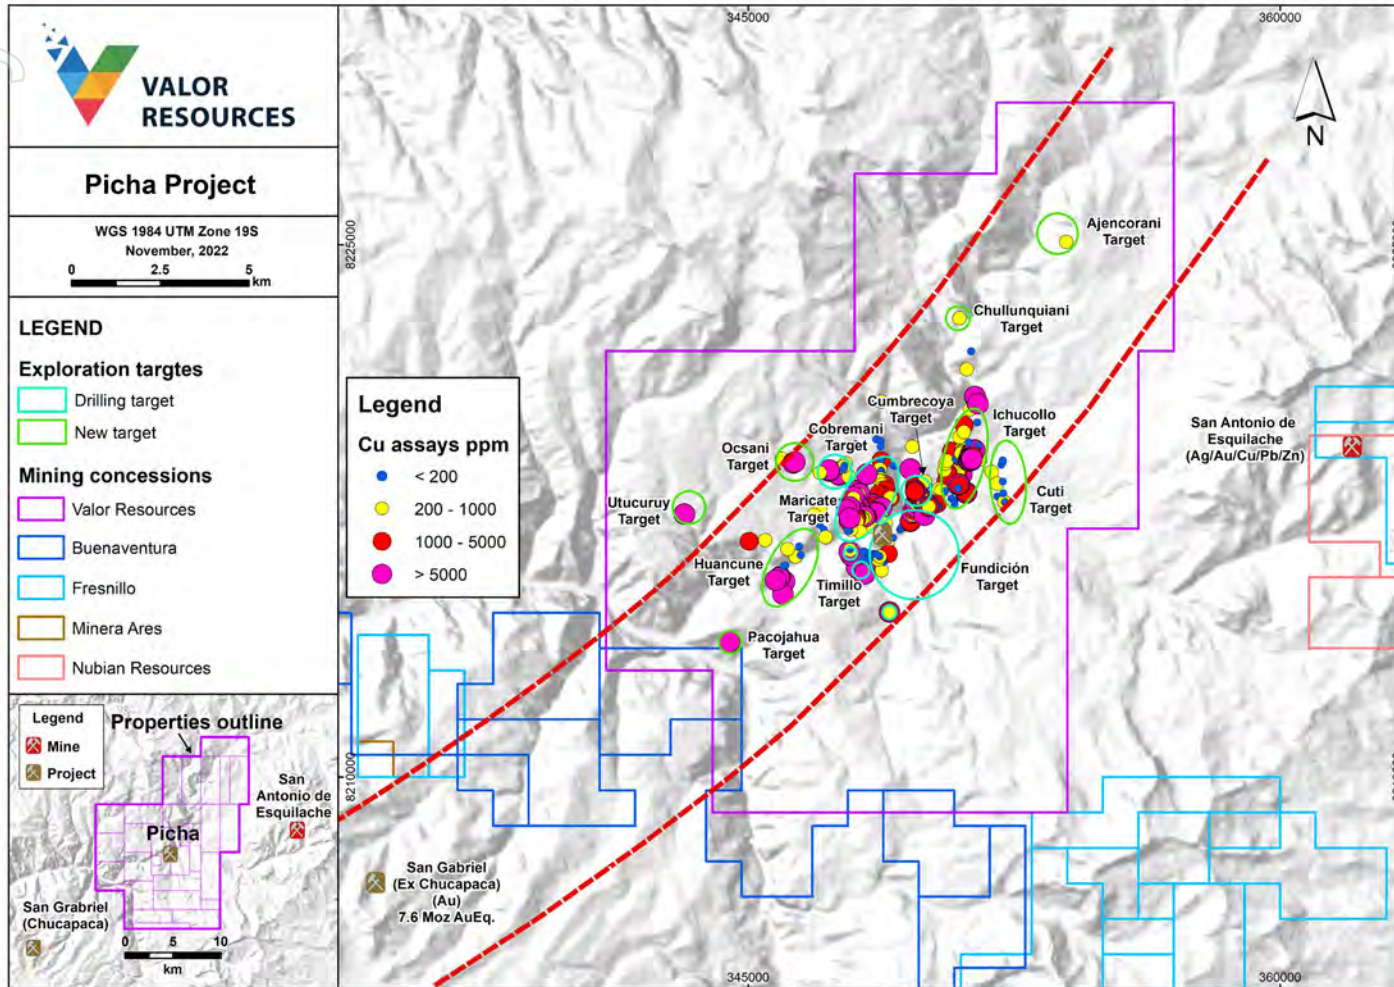 VALOR
RESOURCES
Picha Project
WGS 1984 UTM Zone 19S
November, 2022
0 2.5 5
km
LEGEND
Exploration targtes
Drilling target
New target
Mining concessions
Valor Resources
Buenaventura
Fresnillo
Minera Ares
Nubian Resources
Legend
Mine
Project
Properties outline
San
Antonio de
Esquilache
Picha
San Grabriel
(Chucapaca)
0 5 10
km
345000
360000
8225000
8210000
N
Legend
Cu assays ppm
< 200
200 - 1000
1000 - 5000
> 5000
Ajencorani
Target
Chullunquiani
Target
Cumbrecoya
Target
Ichucollo
Target
Cobremani
Target
Ocsani
Target
San Antonio de
Esquilache
(Ag/Au/Cu/Pb/Zn)
Utucuruy
Target
Maricate
Target
Cuti
Target
Huancune
Target
Timillo
Target
Fundición
Target
Pacojahua
Target
San Gabriel
(Ex Chucapaca)
(Au)
7.6 Moz AuEq.
345000
360000